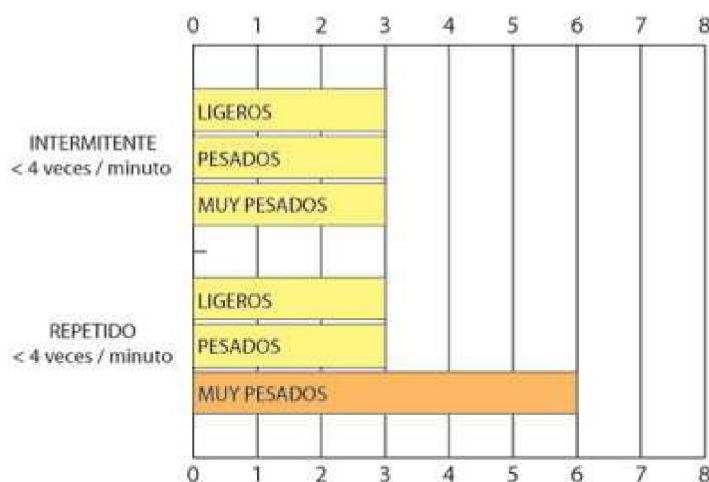 0 1 2 3 4 5 6 7 8
LIGEROS
INTERMITENTE
< 4 veces / minuto
PESADOS
MUY PESADOS
LIGEROS
REPETIDO
< 4 veces / minuto
PESADOS
MUY PESADOS
0 1 2 3 4 5 6 7 8